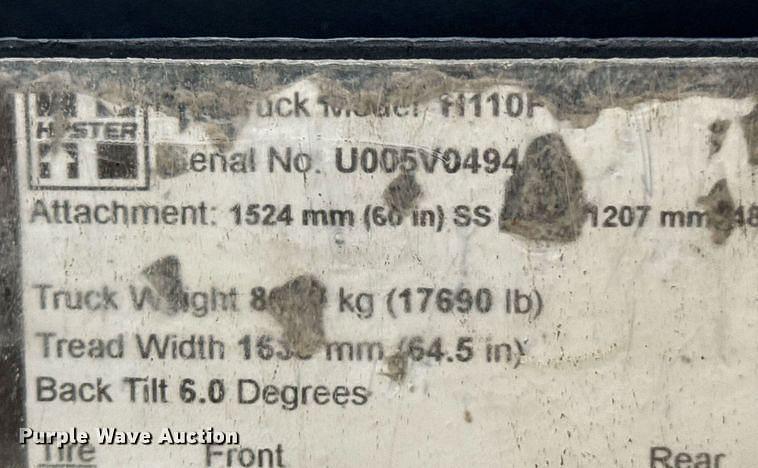 HYSTER
Truck Model H110F
Serial No. U005V0494
Attachment: 1524 mm (60 in) SS 1207 mm
Truck Weight kg (17690 lb)
Tread Width mm (64.5 in)
Back Tilt 6.0 Degrees
Tire Front Rear
Purple Wave Auction